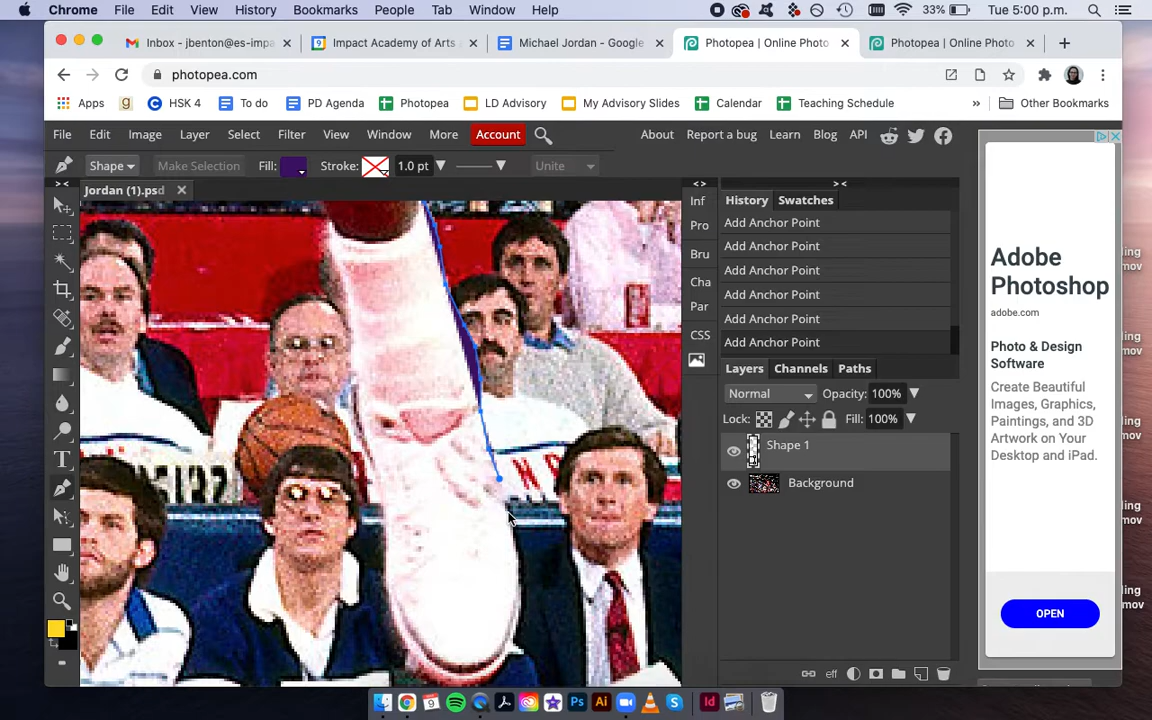 Chrome File Edit View History Bookmarks People Tab Window Help 33% Tue 5:00 p.m.
Inbox - jbenton@es-impa Impact Academy of Arts Michael Jordan - Google Photopea | Online Photo Photopea | Online Photo
photopea.com
Apps HSK 4 To do PD Agenda Photopea LD Advisory My Advisory Slides Calendar Teaching Schedule » Other Bookmarks
File Edit Image Layer Select Filter View Window More Account About Report a bug Learn Blog API
Shape Make Selection Fill: Stroke: 1.0 pt Unite
> < < > > <
Jordan (1).psd
Inf
Pro
Bru
Cha
Par
CSS
History Swatches
Add Anchor Point
Add Anchor Point
Add Anchor Point
Add Anchor Point
Add Anchor Point
Add Anchor Point
Layers Channels Paths
Normal Opacity: 100%
Lock: Fill: 100%
Shape 1
Background
eff
Adobe
Photoshop
adobe.com
Photo & Design
Software
Create Beautiful
Images, Graphics,
Paintings, and 3D
Artwork on Your
Desktop and iPad.
OPEN
ling
mov
ling
mov
ling
mov